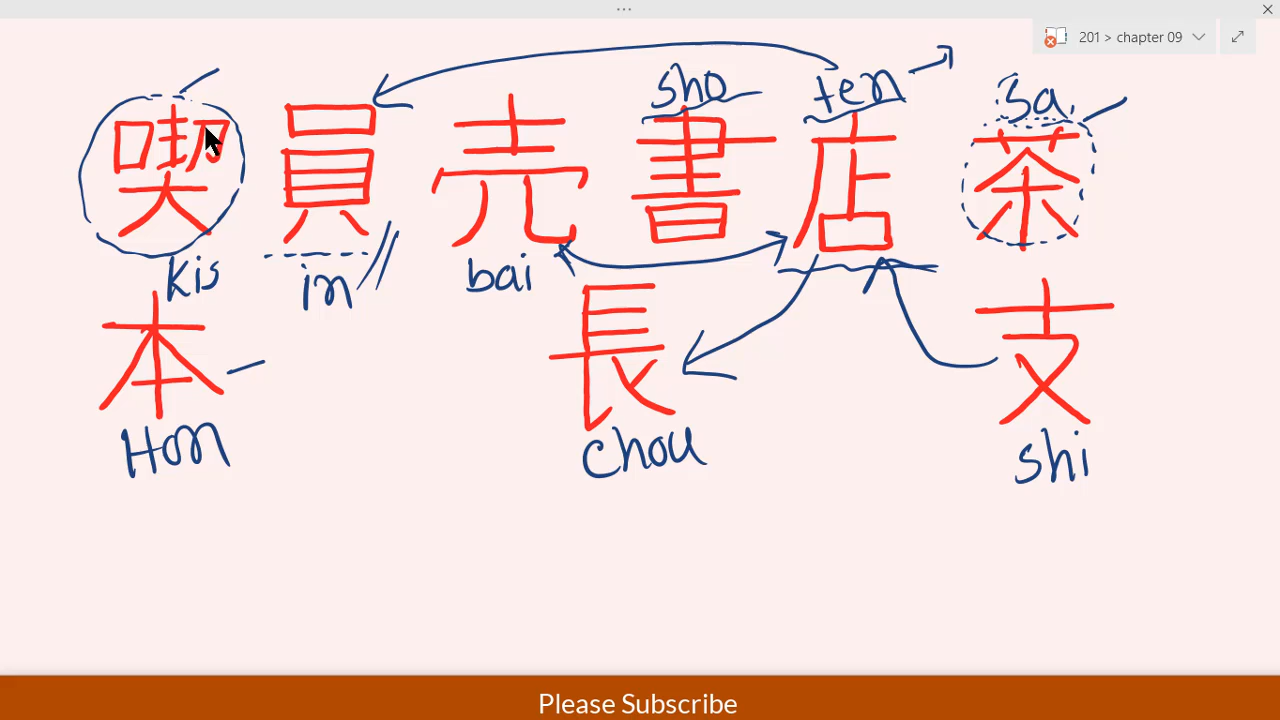 201 > chapter 09
sho ten sa
喫 員 売 書 店 茶
kis in bai
本 長 支
Hon chou shi
Please Subscribe